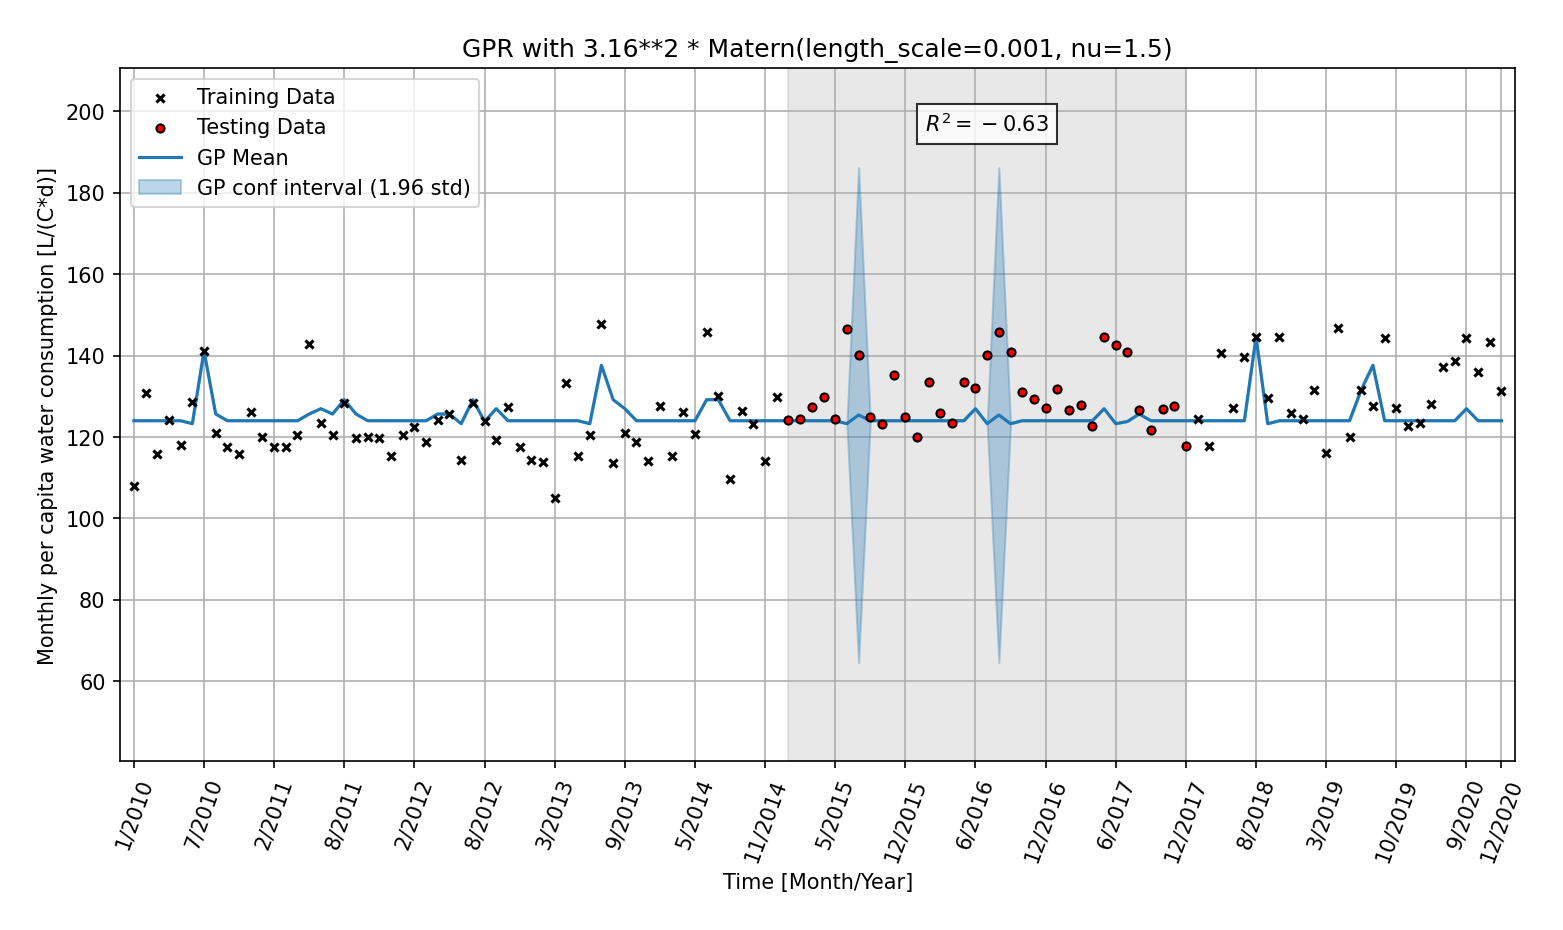 GPR with 3.16**2 * Matern(length_scale=0.001, nu=1.5)
Training Data
Testing Data
GP Mean
GP conf interval (1.96 std)
R² = −0.63
Monthly per capita water consumption [L/(C*d)]
200
180
160
140
120
100
80
60
1/2010 7/2010 2/2011 8/2011 2/2012 8/2012 3/2013 9/2013 5/2014 11/2014 5/2015 12/2015 6/2016 12/2016 6/2017 12/2017 8/2018 3/2019 10/2019 9/2020 12/2020
Time [Month/Year]